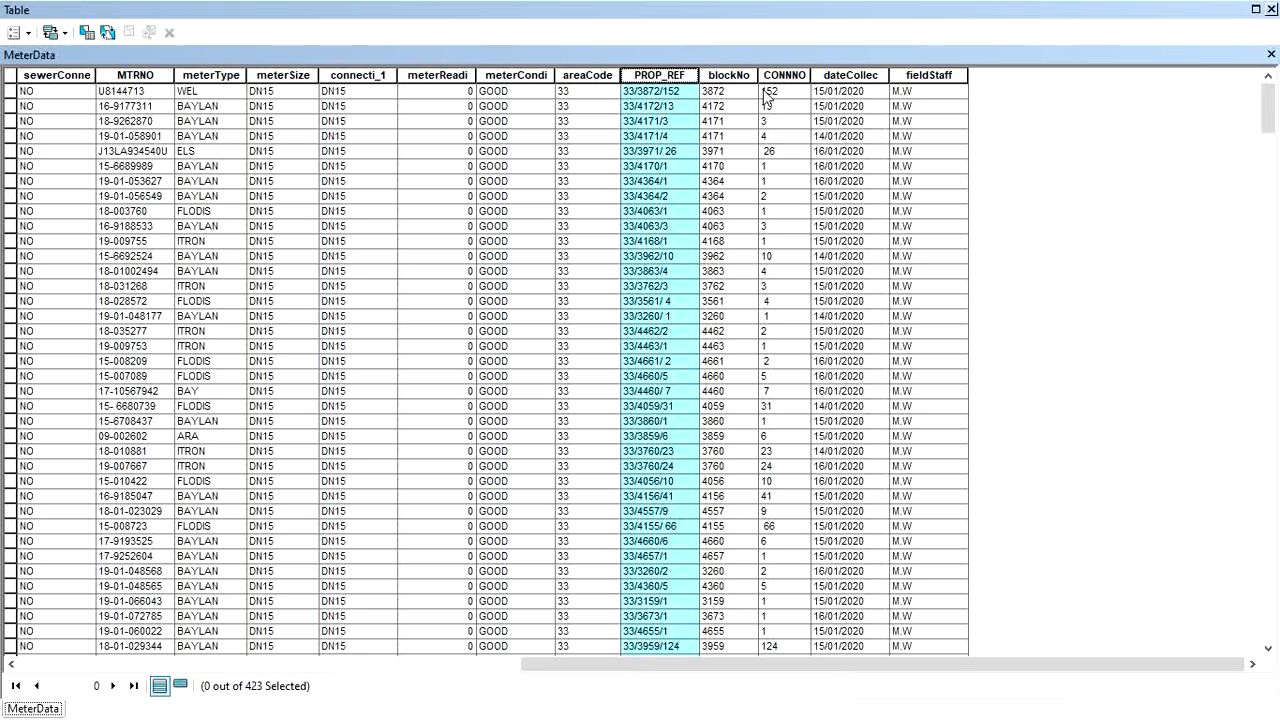 Table
MeterData
sewerConne MTRNO meterType meterSize connecti_1 meterReadi meterCondi areaCode PROP_REF blockNo CONNNO dateCollec fieldStaff
NO U8144713 WEL DN15 DN15 0 GOOD 33 33/3872/152 3872 152 15/01/2020 M.W
NO 16-9177311 BAYLAN DN15 DN15 0 GOOD 33 33/4172/13 4172 13 15/01/2020 M.W
NO 18-9262870 BAYLAN DN15 DN15 0 GOOD 33 33/4171/3 4171 3 15/01/2020 M.W
NO 19-01-058901 BAYLAN DN15 DN15 0 GOOD 33 33/4171/4 4171 4 14/01/2020 M.W
NO J13LA934540U ELS DN15 DN15 0 GOOD 33 33/3971/ 26 3971 26 16/01/2020 M.W
NO 15-6689989 BAYLAN DN15 DN15 0 GOOD 33 33/4170/1 4170 1 16/01/2020 M.W
NO 19-01-053627 BAYLAN DN15 DN15 0 GOOD 33 33/4364/1 4364 1 16/01/2020 M.W
NO 19-01-056549 BAYLAN DN15 DN15 0 GOOD 33 33/4364/2 4364 2 15/01/2020 M.W
NO 18-003760 FLODIS DN15 DN15 0 GOOD 33 33/4063/1 4063 1 15/01/2020 M.W
NO 16-9188533 BAYLAN DN15 DN15 0 GOOD 33 33/4063/3 4063 3 15/01/2020 M.W
NO 19-009755 ITRON DN15 DN15 0 GOOD 33 33/4168/1 4168 1 15/01/2020 M.W
NO 15-6692524 BAYLAN DN15 DN15 0 GOOD 33 33/3962/10 3962 10 14/01/2020 M.W
NO 18-01002494 BAYLAN DN15 DN15 0 GOOD 33 33/3863/4 3863 4 15/01/2020 M.W
NO 18-031268 ITRON DN15 DN15 0 GOOD 33 33/3762/3 3762 3 15/01/2020 M.W
NO 18-028572 FLODIS DN15 DN15 0 GOOD 33 33/3561/ 4 3561 4 15/01/2020 M.W
NO 19-01-048177 BAYLAN DN15 DN15 0 GOOD 33 33/3260/ 1 3260 1 14/01/2020 M.W
NO 18-035277 ITRON DN15 DN15 0 GOOD 33 33/4462/2 4462 2 15/01/2020 M.W
NO 19-009753 ITRON DN15 DN15 0 GOOD 33 33/4463/1 4463 1 15/01/2020 M.W
NO 15-008209 FLODIS DN15 DN15 0 GOOD 33 33/4661/ 2 4661 2 16/01/2020 M.W
NO 15-007089 FLODIS DN15 DN15 0 GOOD 33 33/4660/5 4660 5 16/01/2020 M.W
NO 17-10567942 BAY DN15 DN15 0 GOOD 33 33/4460/ 7 4460 7 16/01/2020 M.W
NO 15- 6680739 FLODIS DN15 DN15 0 GOOD 33 33/4059/31 4059 31 14/01/2020 M.W
NO 15-6708437 BAYLAN DN15 DN15 0 GOOD 33 33/3860/1 3860 1 15/01/2020 M.W
NO 09-002602 ARA DN15 DN15 0 GOOD 33 33/3859/6 3859 6 15/01/2020 M.W
NO 18-010881 ITRON DN15 DN15 0 GOOD 33 33/3760/23 3760 23 14/01/2020 M.W
NO 19-007667 ITRON DN15 DN15 0 GOOD 33 33/3760/24 3760 24 16/01/2020 M.W
NO 15-010422 FLODIS DN15 DN15 0 GOOD 33 33/4056/10 4056 10 16/01/2020 M.W
NO 16-9185047 BAYLAN DN15 DN15 0 GOOD 33 33/4156/41 4156 41 15/01/2020 M.W
NO 18-01-023029 BAYLAN DN15 DN15 0 GOOD 33 33/4557/9 4557 9 15/01/2020 M.W
NO 15-008723 FLODIS DN15 DN15 0 GOOD 33 33/4155/ 66 4155 66 15/01/2020 M.W
NO 17-9193525 BAYLAN DN15 DN15 0 GOOD 33 33/4660/6 4660 6 15/01/2020 M.W
NO 17-9252604 BAYLAN DN15 DN15 0 GOOD 33 33/4657/1 4657 1 15/01/2020 M.W
NO 19-01-048568 BAYLAN DN15 DN15 0 GOOD 33 33/3260/2 3260 2 16/01/2020 M.W
NO 19-01-048565 BAYLAN DN15 DN15 0 GOOD 33 33/4360/5 4360 5 15/01/2020 M.W
NO 19-01-066043 BAYLAN DN15 DN15 0 GOOD 33 33/3159/1 3159 1 15/01/2020 M.W
NO 19-01-072785 BAYLAN DN15 DN15 0 GOOD 33 33/3673/1 3673 1 16/01/2020 M.W
NO 19-01-060022 BAYLAN DN15 DN15 0 GOOD 33 33/4655/1 4655 1 15/01/2020 M.W
NO 18-01-029344 BAYLAN DN15 DN15 0 GOOD 33 33/3959/124 3959 124 15/01/2020 M.W
0 (0 out of 423 Selected)
MeterData